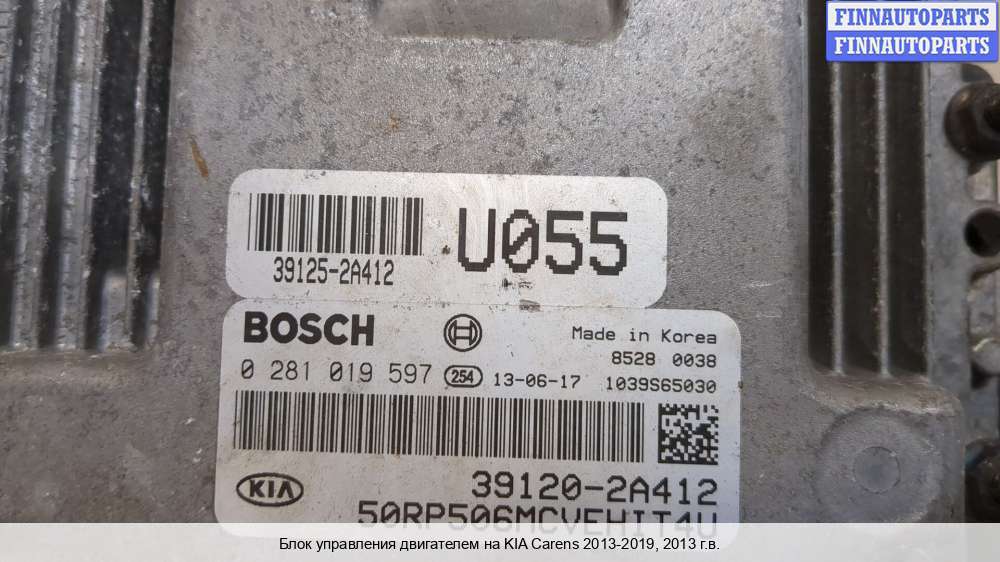 FINNAUTOPARTS
FINNAUTOPARTS
39125-2A412
U055
BOSCH
Made in Korea
8528 0038
0 281 019 597 254 13-06-17 1039S65030
KIA
39120-2A412
50RP506MCVEHIT4U
Блок управления двигателем на KIA Carens 2013-2019, 2013 г.в.